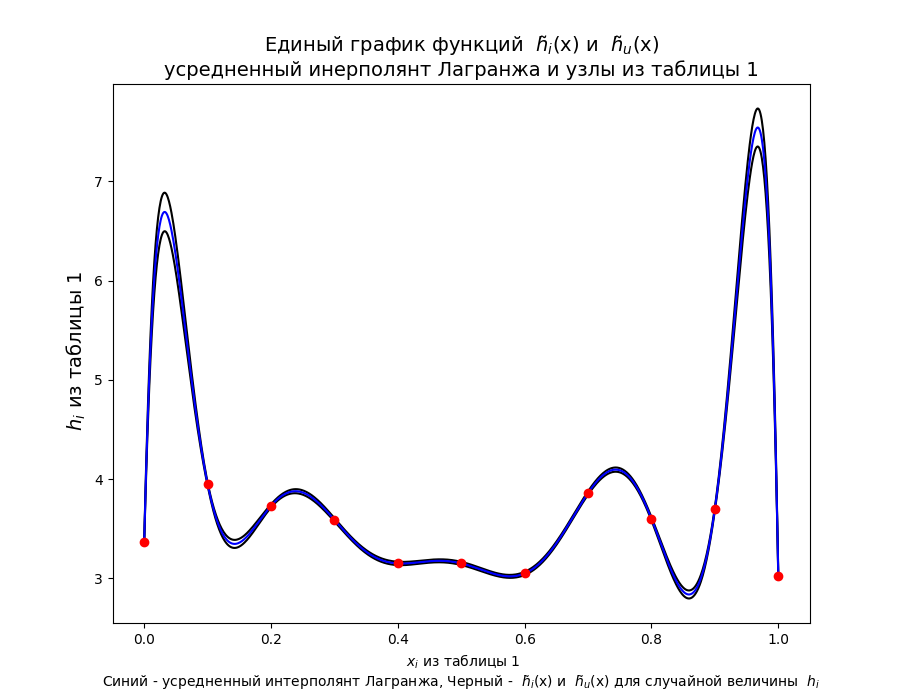 Единый график функций h̃ᵢ(x) и h̃ᵤ(x)
усредненный инерполянт Лагранжа и узлы из таблицы 1
hᵢ из таблицы 1
7
6
5
4
3
0.0 0.2 0.4 0.6 0.8 1.0
xᵢ из таблицы 1
Синий - усредненный интерполянт Лагранжа, Черный - h̃ᵢ(x) и h̃ᵤ(x) для случайной величины hᵢ